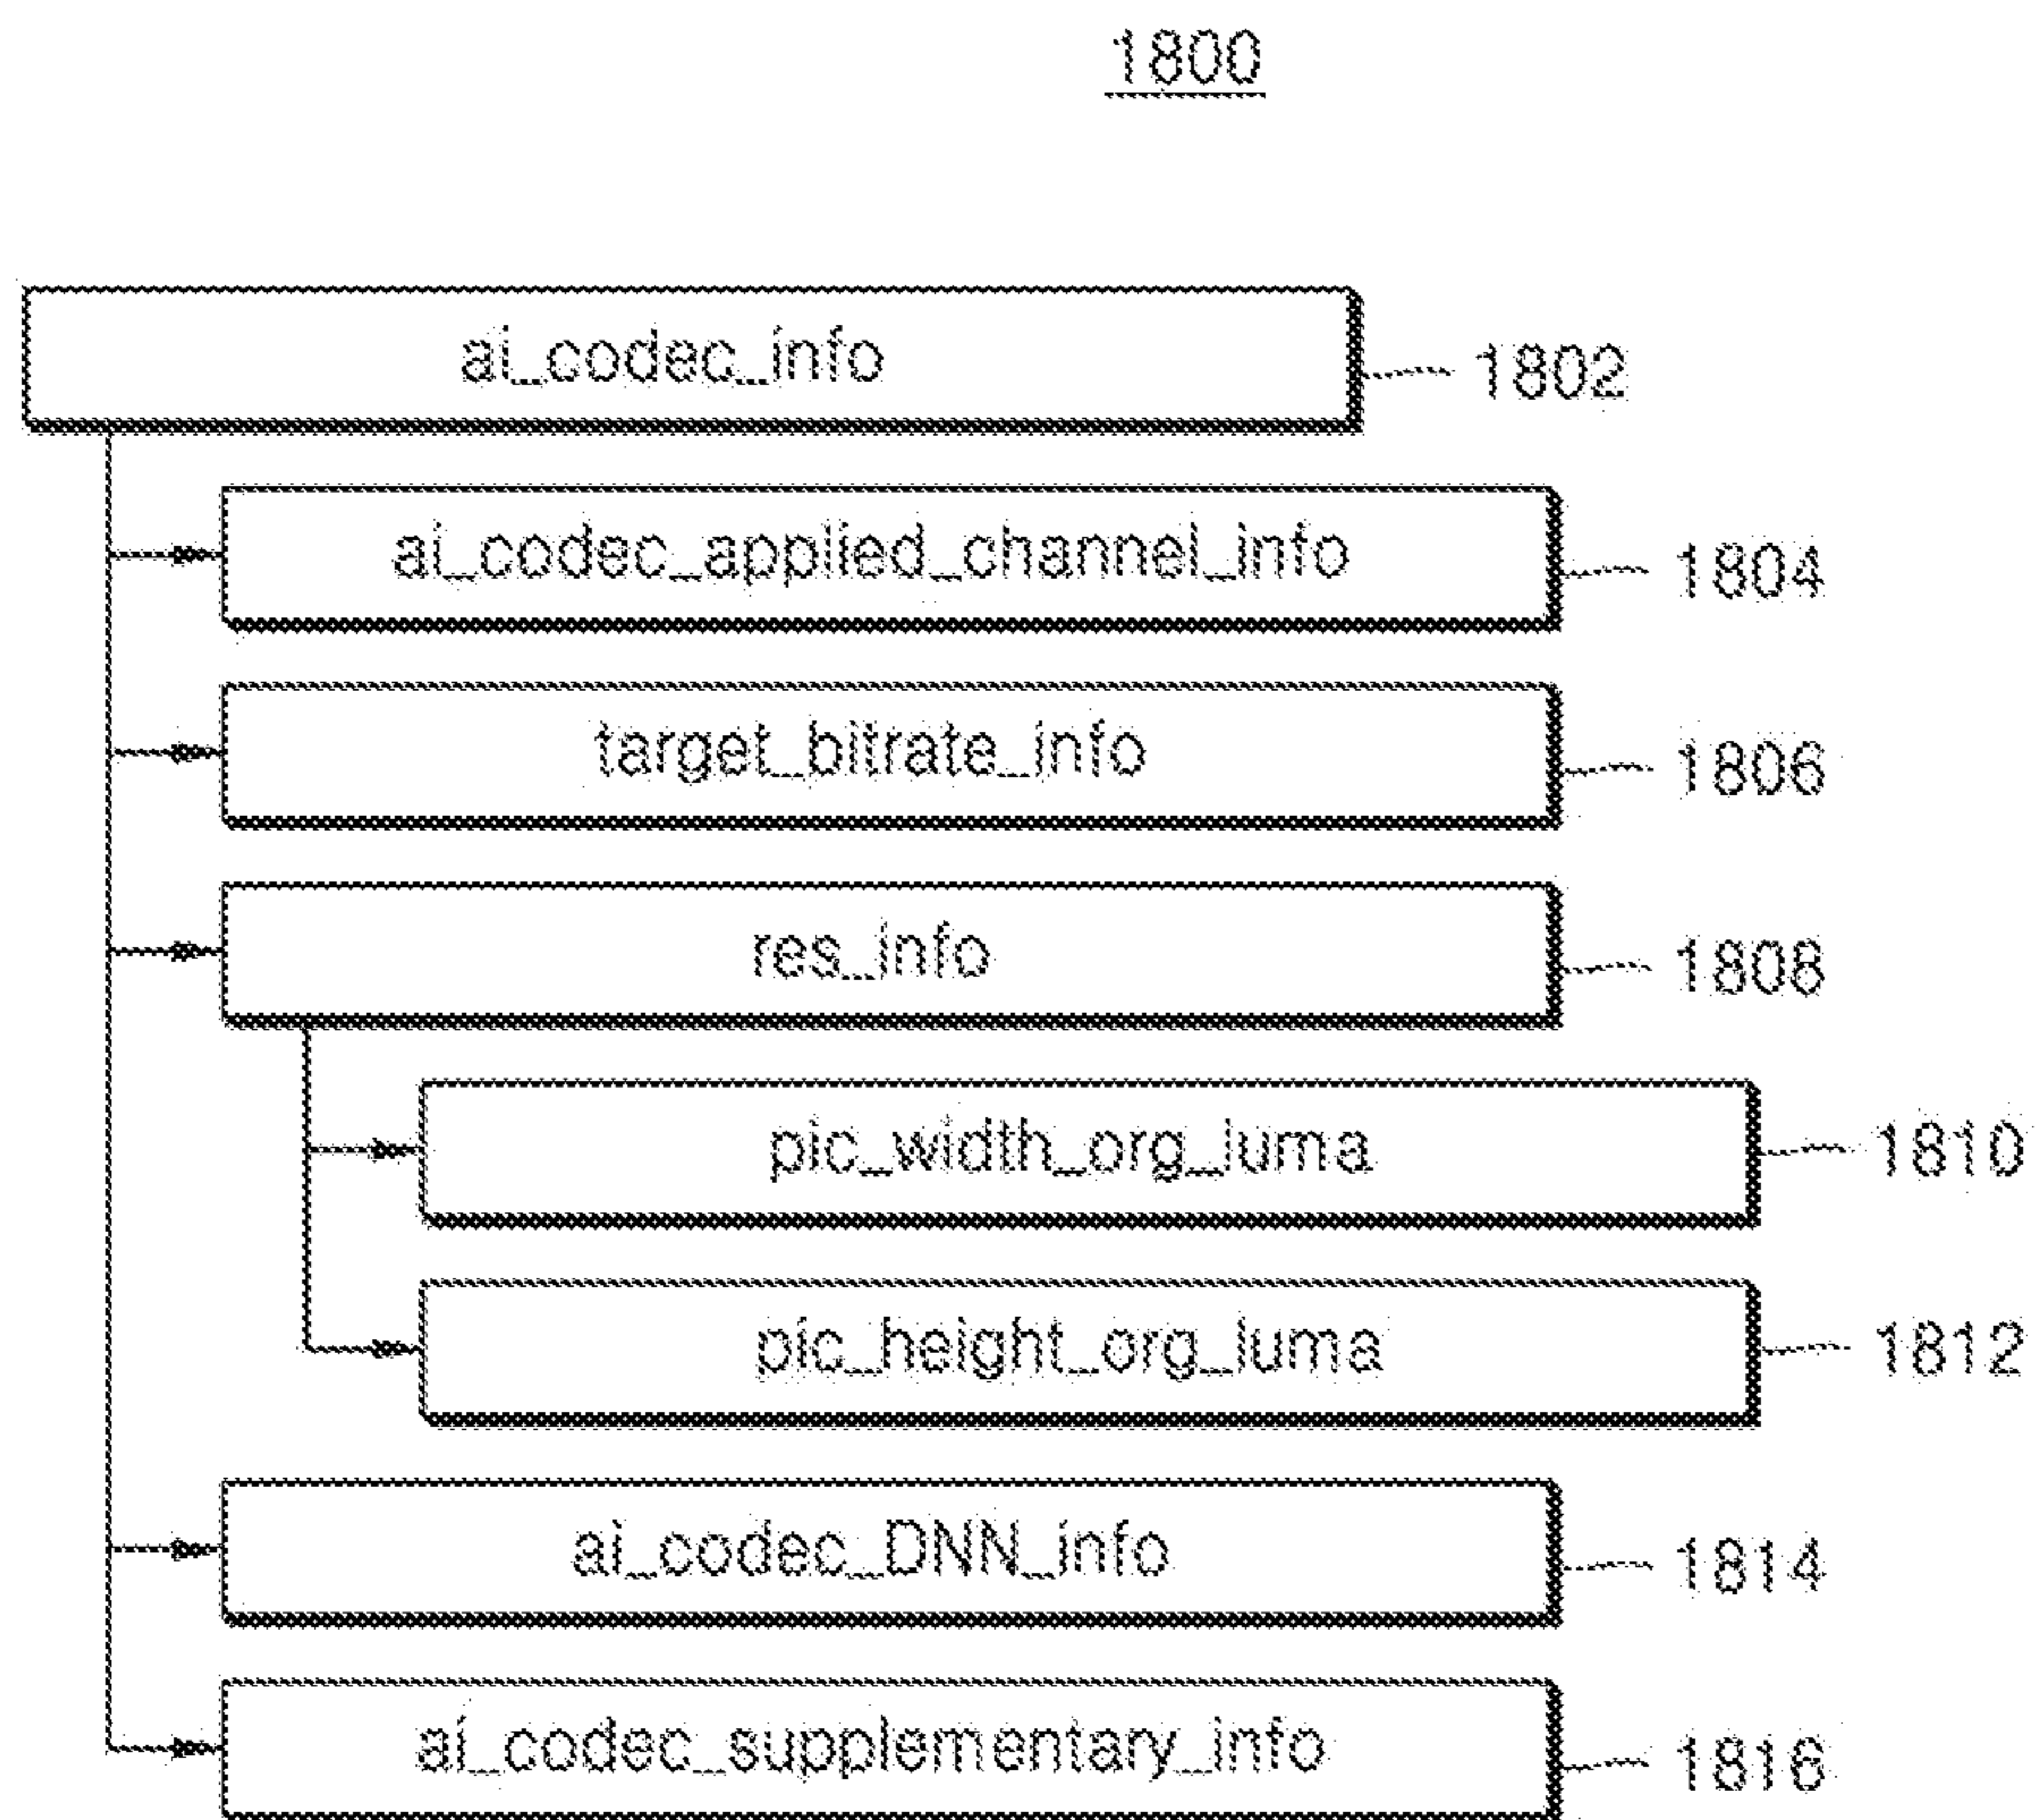 1800
ai_codec_info 1802
ai_codec_applied_channel_info 1804
target_bitrate_info 1806
res_info 1808
pic_width_org_luma 1810
pic_height_org_luma 1812
ai_codec_DNN_info 1814
ai_codec_supplementary_info 1816